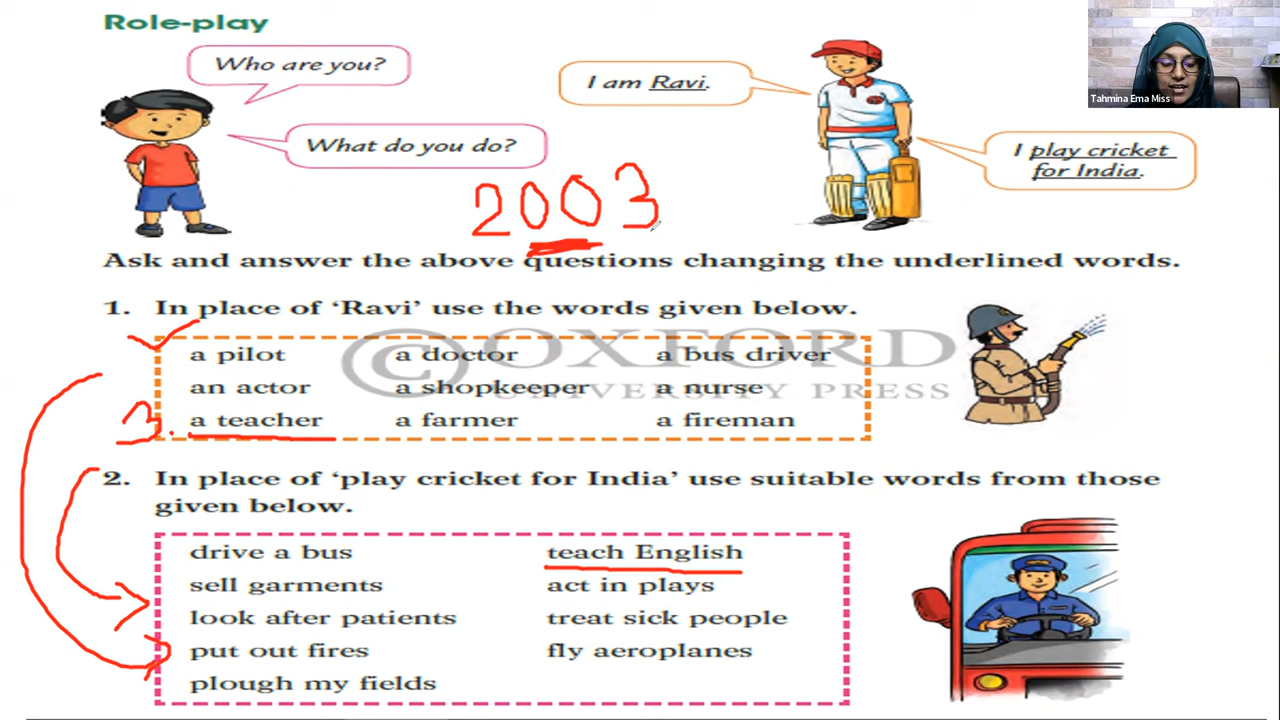 Role-play
Who are you?
I am Ravi.
Tahmina Ema Miss
What do you do?
I play cricket
for India.
2003
Ask and answer the above questions changing the underlined words.
1. In place of ‘Ravi’ use the words given below.
© OXFORD
UNIVERSITY PRESS
a pilot a doctor a bus driver
an actor a shopkeeper a nurse
3. a teacher a farmer a fireman
2. In place of ‘play cricket for India’ use suitable words from those
given below.
drive a bus teach English
sell garments act in plays
look after patients treat sick people
put out fires fly aeroplanes
plough my fields